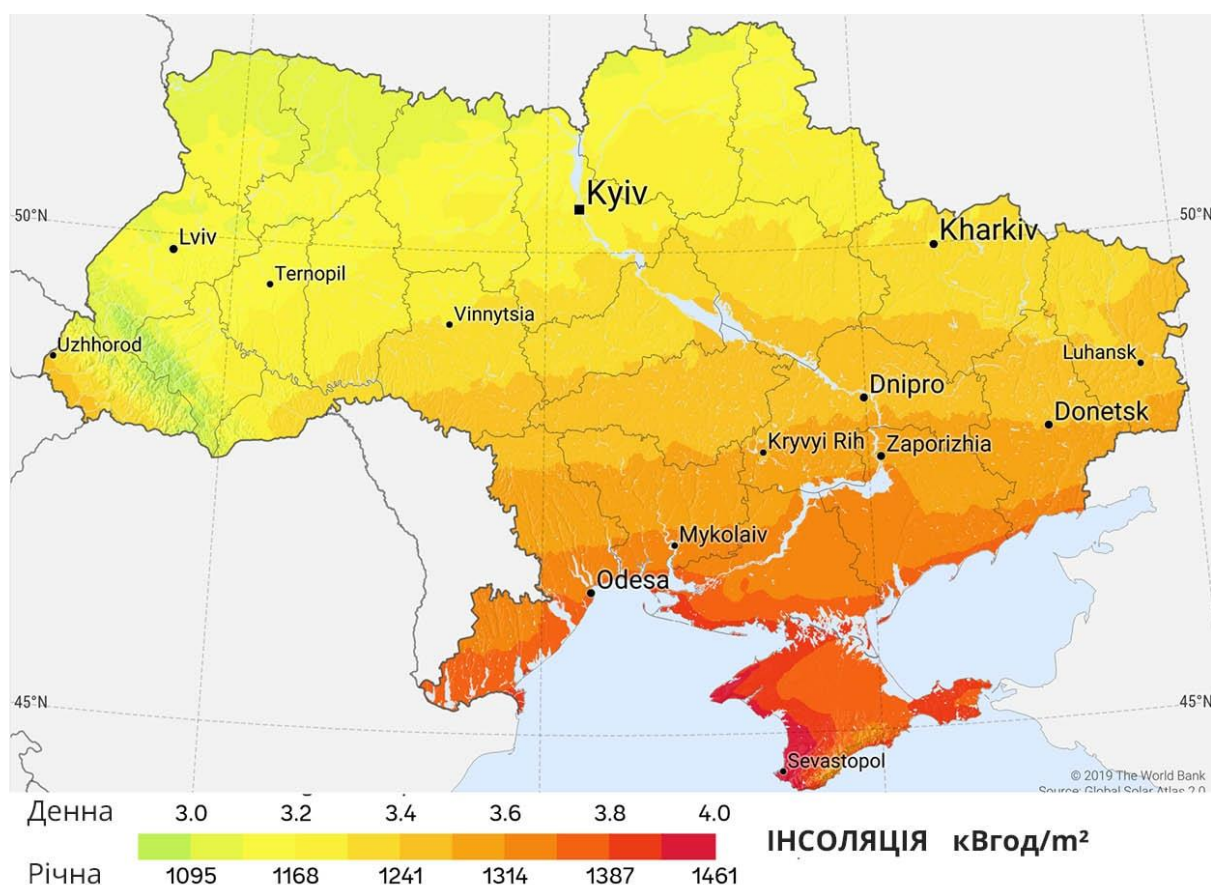 50°N
50°N
Kyiv
Kharkiv
Lviv
Ternopil
Vinnytsia
Uzhhorod
Luhansk
Dnipro
Donetsk
Kryvyi Rih
Zaporizhia
Mykolaiv
Odesa
45°N
45°N
Sevastopol
© 2019 The World Bank
Source: Global Solar Atlas 2.0
Денна 3.0 3.2 3.4 3.6 3.8 4.0
ІНСОЛЯЦІЯ кВгод/m²
Річна 1095 1168 1241 1314 1387 1461